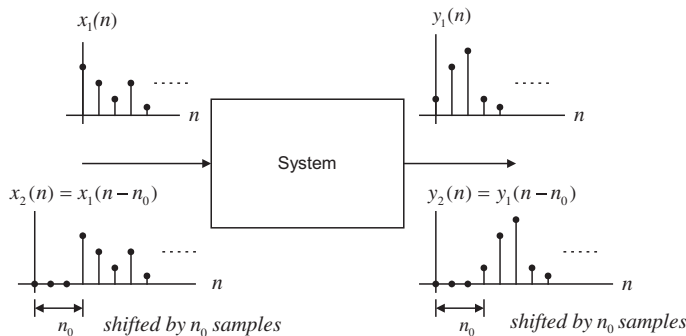 x₁(n)
y₁(n)
n
n
System
x₂(n) = x₁(n − n₀)
y₂(n) = y₁(n − n₀)
n
n
n₀
shifted by n₀ samples
n₀
shifted by n₀ samples